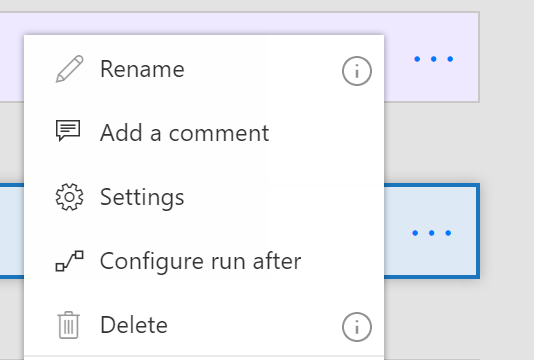 Rename
Add a comment
Settings
Configure run after
Delete